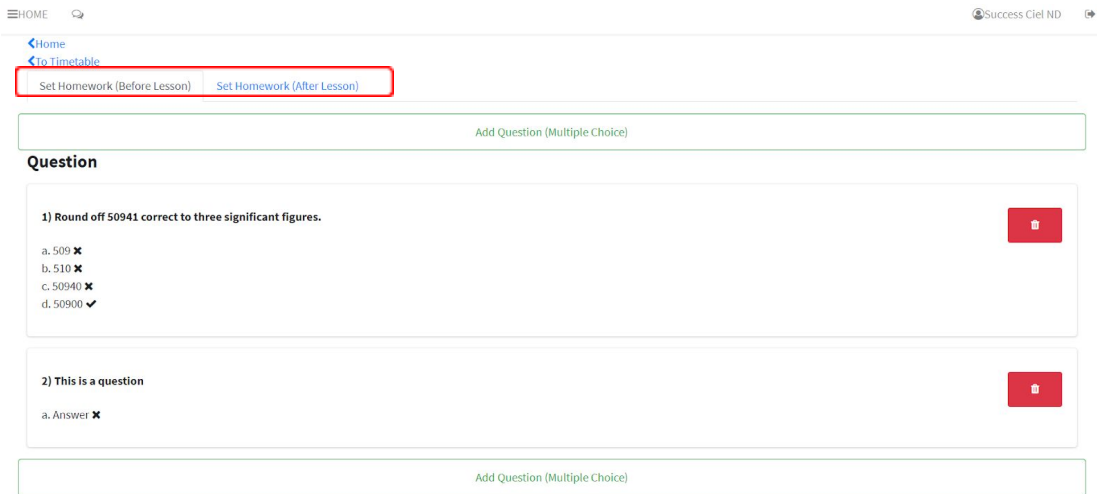 HOME Success Ciel ND
Home
To Timetable
Set Homework (Before Lesson) Set Homework (After Lesson)
Add Question (Multiple Choice)
Question
1) Round off 50941 correct to three significant figures.
a. 509 ✖
b. 510 ✖
c. 50940 ✖
d. 50900 ✔
2) This is a question
a. Answer ✖
Add Question (Multiple Choice)